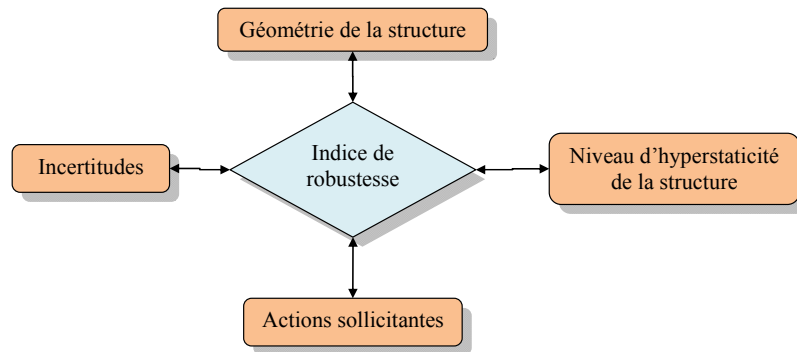 Géométrie de la structure
Incertitudes
Indice de
robustesse
Niveau d’hyperstaticité
de la structure
Actions sollicitantes